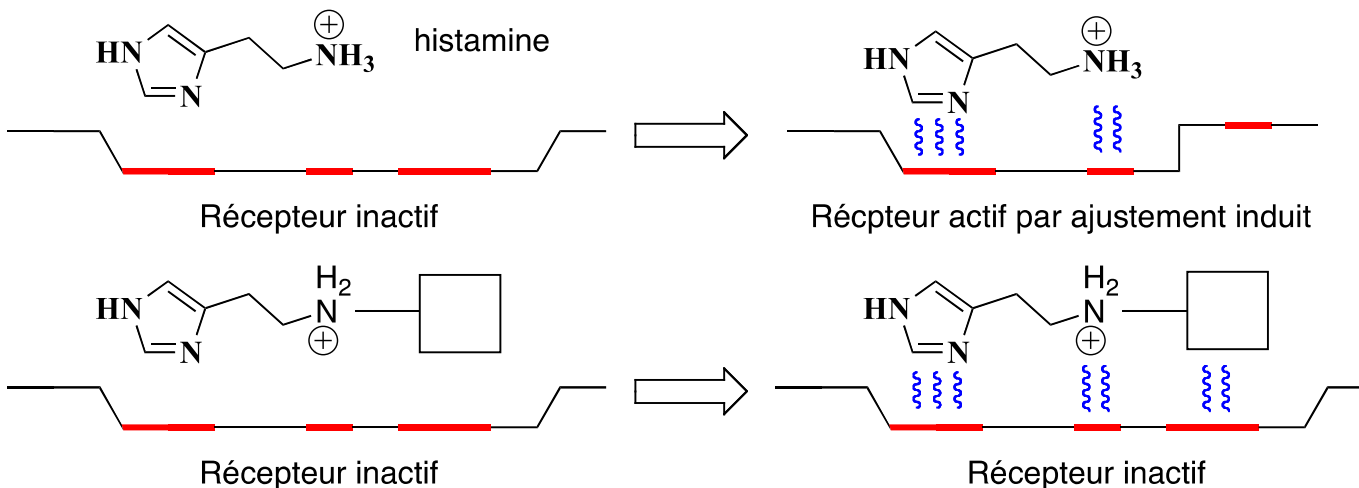 HN N NH3 + histamine HN N NH3 +
Récepteur inactif Récpteur actif par ajustement induit
HN N H2 N + HN N H2 N +
Récepteur inactif Récepteur inactif